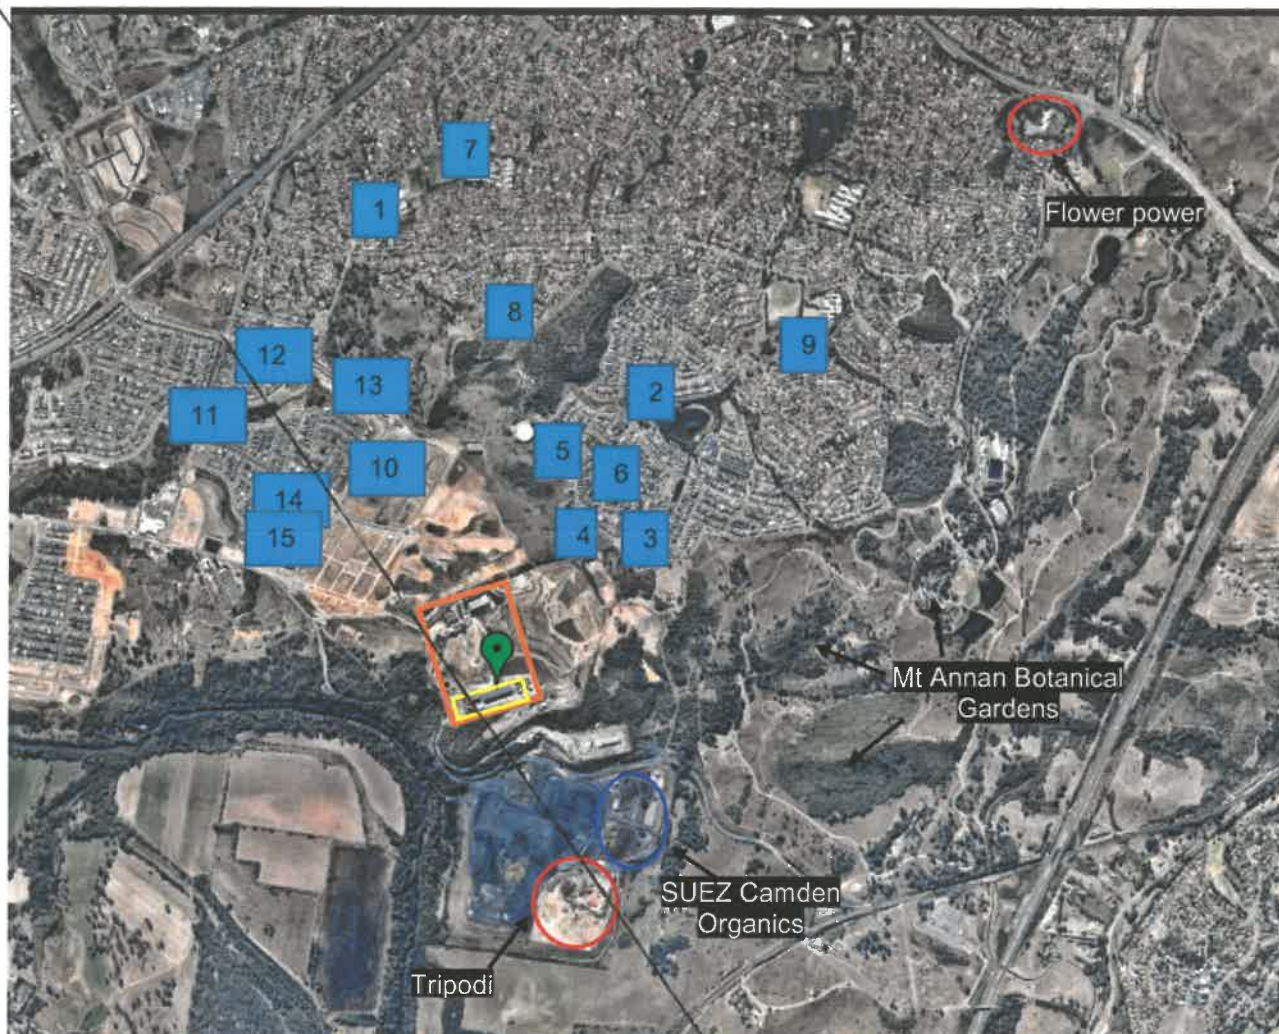 7
1
Flower power
8
9
12
13
2
11
5
10
6
14
4
3
15
Mt Annan Botanical
Gardens
SUEZ Camden
Organics
Tripodi